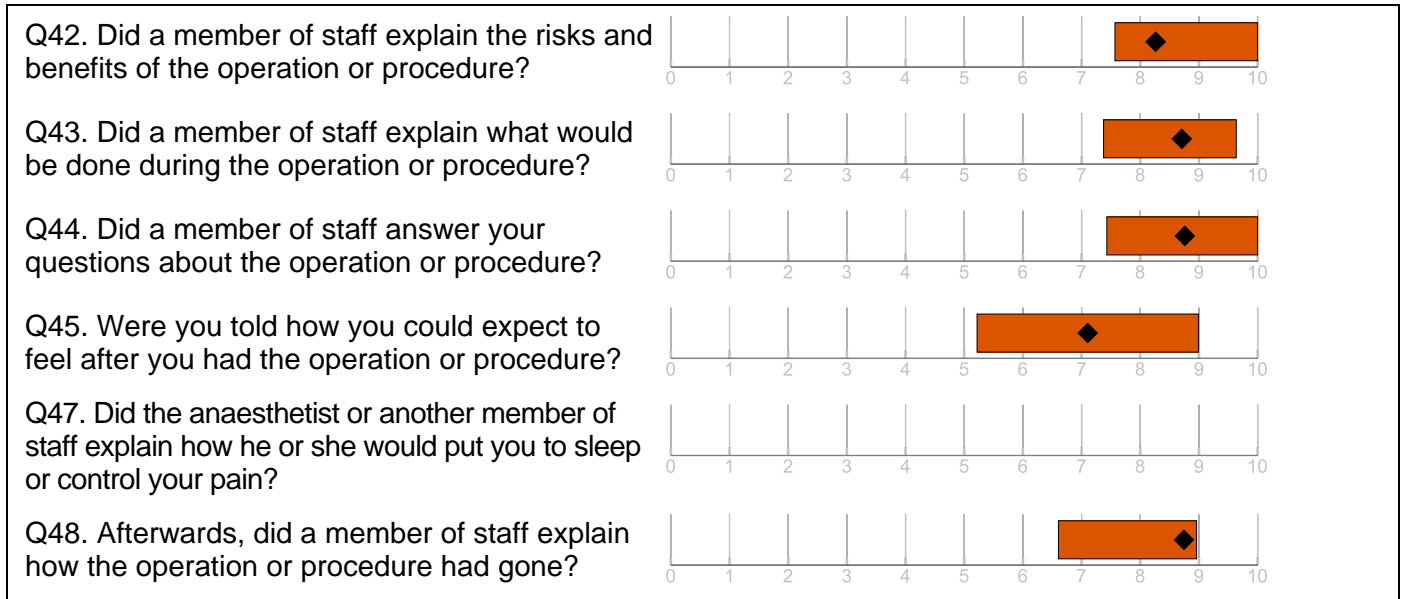 Q42. Did a member of staff explain the risks and
benefits of the operation or procedure?
0 1 2 3 4 5 6 7 8 9 10
Q43. Did a member of staff explain what would
be done during the operation or procedure?
0 1 2 3 4 5 6 7 8 9 10
Q44. Did a member of staff answer your
questions about the operation or procedure?
0 1 2 3 4 5 6 7 8 9 10
Q45. Were you told how you could expect to
feel after you had the operation or procedure?
0 1 2 3 4 5 6 7 8 9 10
Q47. Did the anaesthetist or another member of
staff explain how he or she would put you to sleep
or control your pain?
0 1 2 3 4 5 6 7 8 9 10
Q48. Afterwards, did a member of staff explain
how the operation or procedure had gone?
0 1 2 3 4 5 6 7 8 9 10